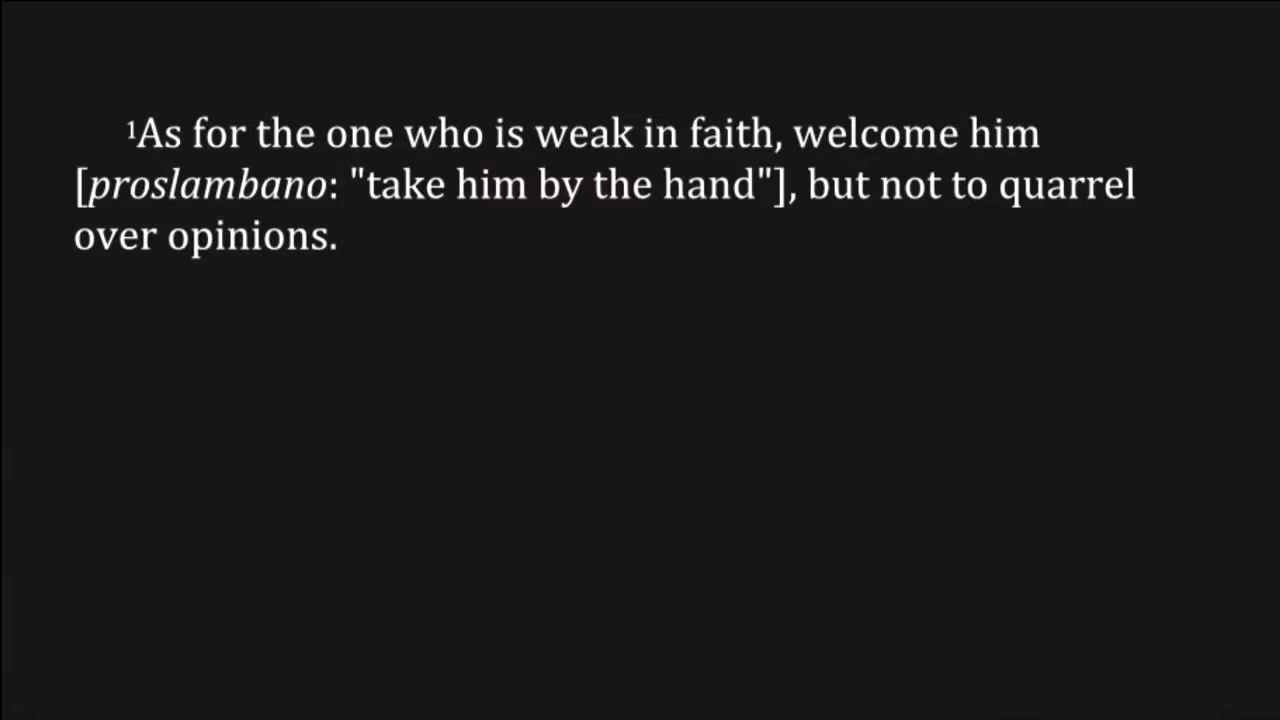 ¹As for the one who is weak in faith, welcome him
[proslambano: "take him by the hand"], but not to quarrel
over opinions.